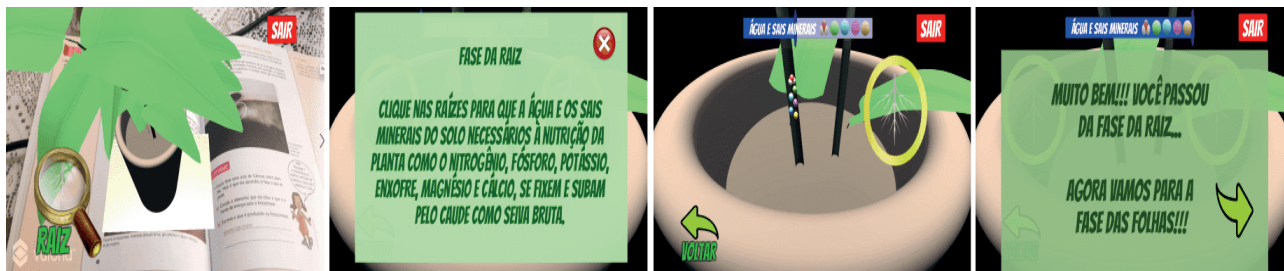 SAIR
RAIZ
vuforia
FASE DA RAIZ
CLIQUE NAS RAÍZES PARA QUE A ÁGUA E OS SAIS
MINERAIS DO SOLO NECESSÁRIOS À NUTRIÇÃO DA
PLANTA COMO O NITROGÊNIO, FÓSFORO, POTÁSSIO,
ENXOFRE, MAGNÉSIO E CÁLCIO, SE FIXEM E SUBAM
PELO CAUDE COMO SEIVA BRUTA.
ÁGUA E SAIS MINERAIS
SAIR
VOLTAR
ÁGUA E SAIS MINERAIS
SAIR
MUITO BEM!!! VOCÊ PASSOU
DA FASE DA RAIZ...
AGORA VAMOS PARA A
FASE DAS FOLHAS!!!